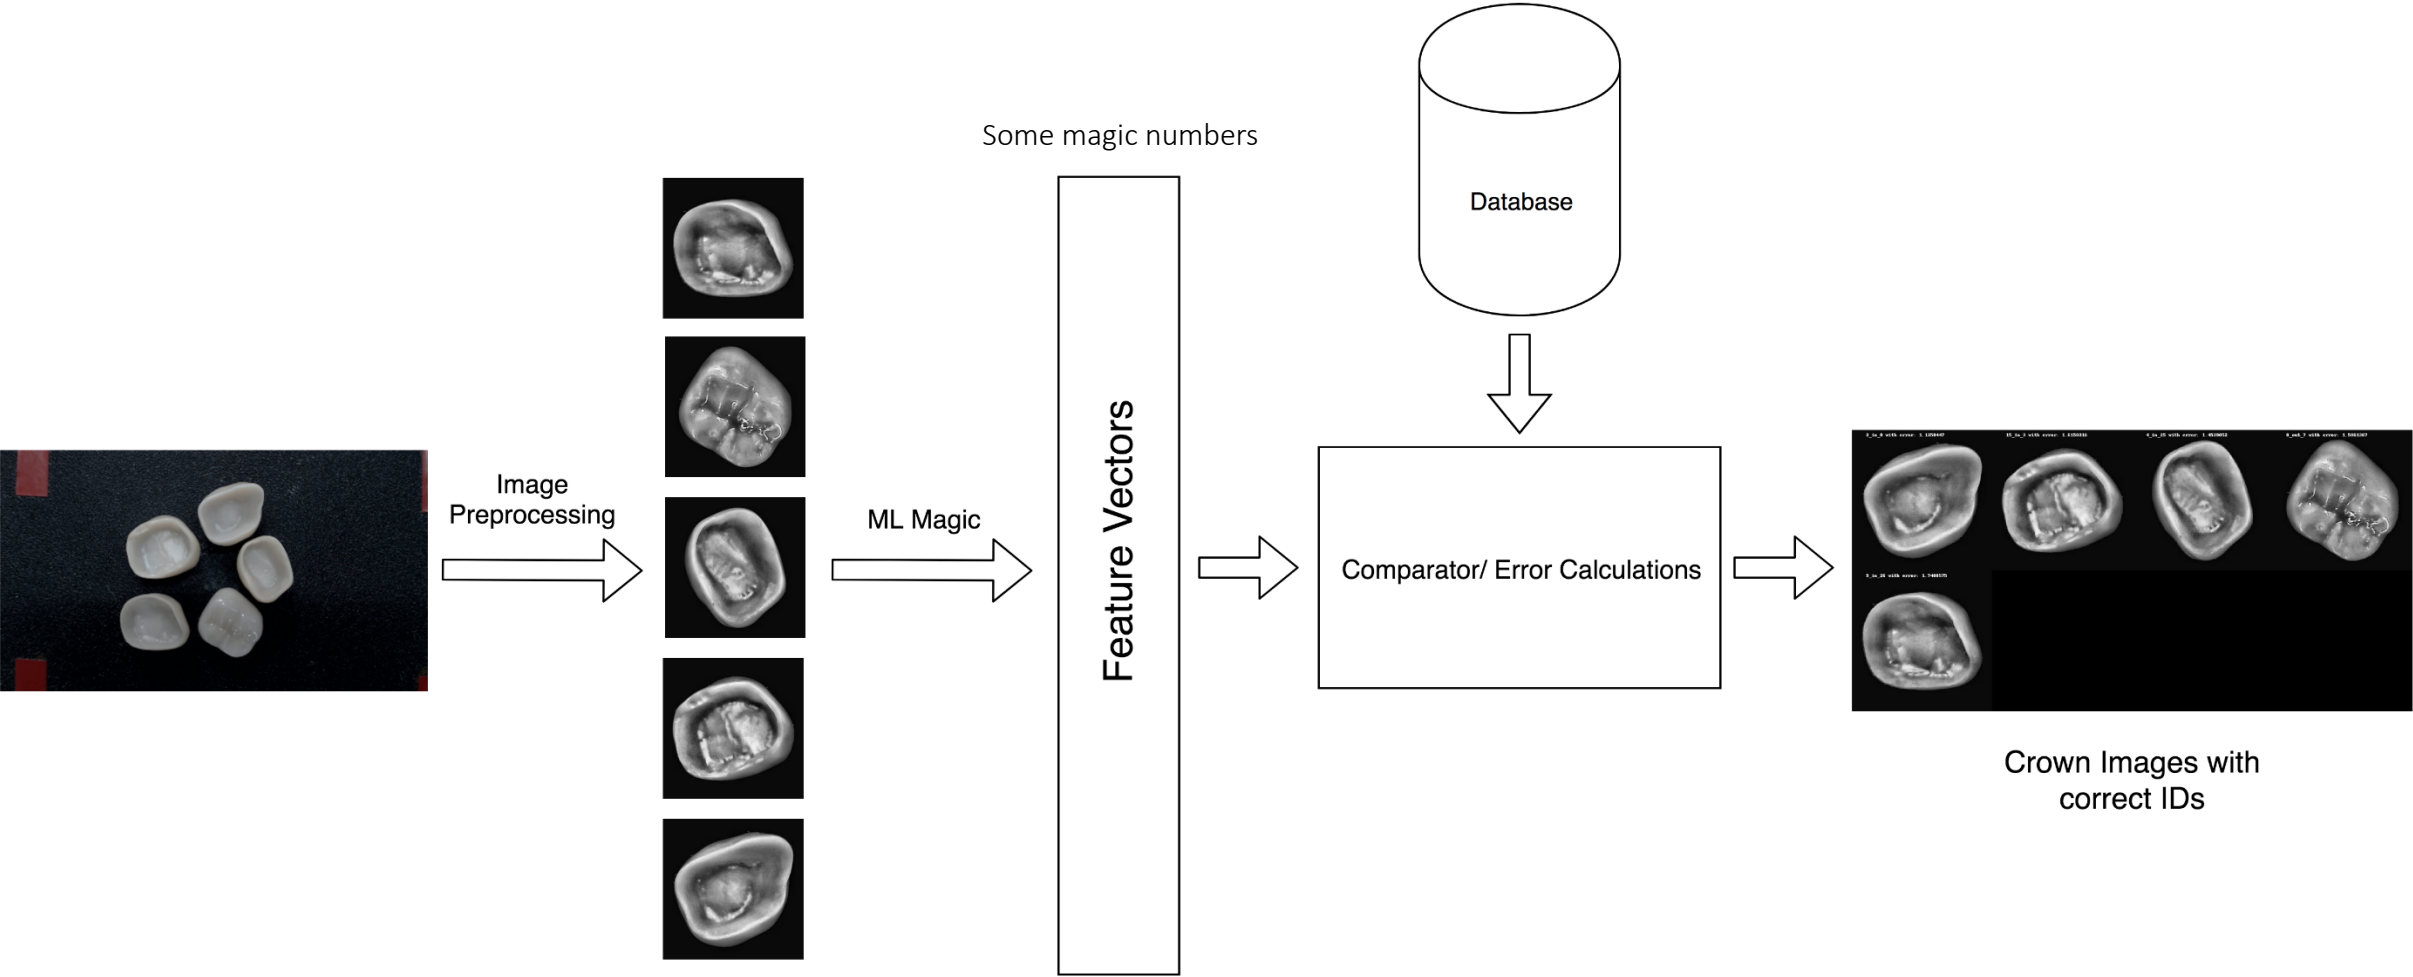 Some magic numbers
Database
Image
Preprocessing
ML Magic
Feature Vectors
Comparator/ Error Calculations
Crown Images with
correct IDs